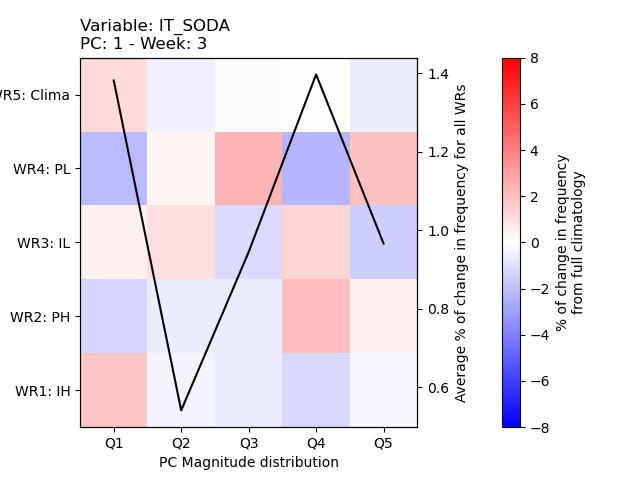 Variable: IT_SODA
PC: 1 - Week: 3
WR5: Clima
WR4: PL
WR3: IL
WR2: PH
WR1: IH
Q1 Q2 Q3 Q4 Q5
PC Magnitude distribution
1.4
1.2
1.0
0.8
0.6
Average % of change in frequency for all WRs
8
6
4
2
0
−2
−4
−6
−8
% of change in frequency
from full climatology